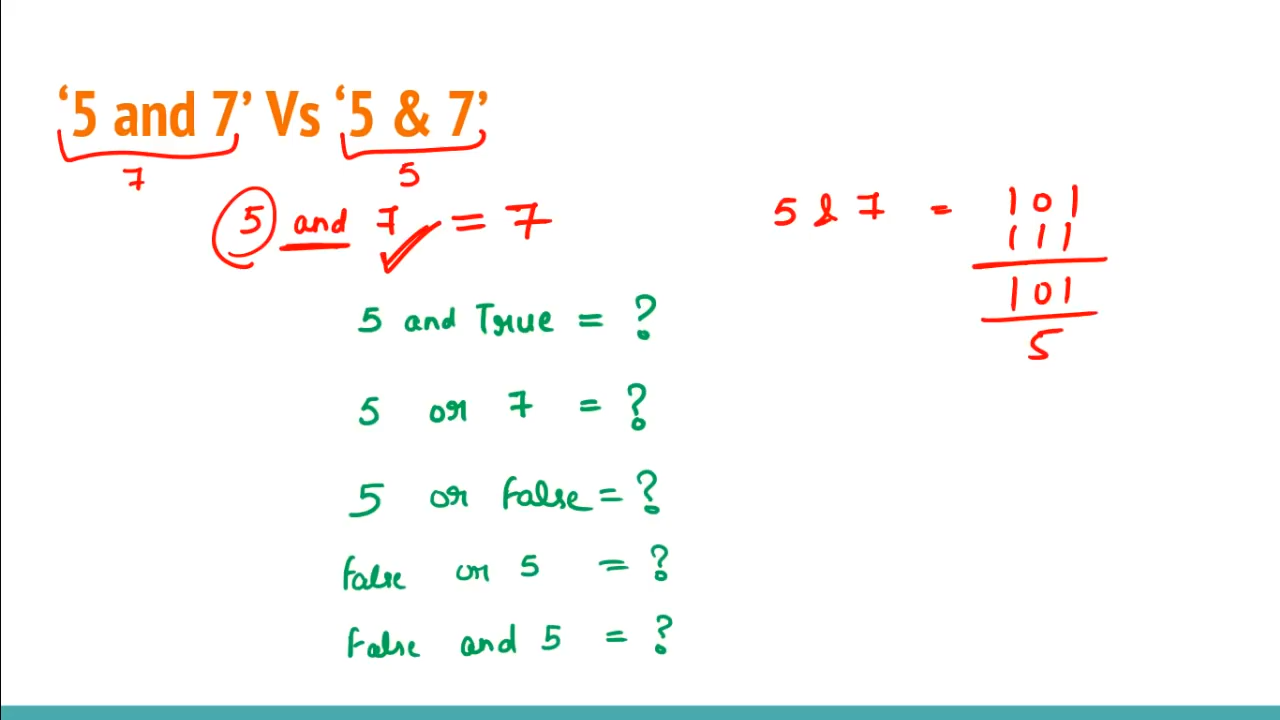 ‘5 and 7’ Vs ‘5 & 7’
7 5
5 and 7 = 7
5 & 7 = 101
111
101
5
5 and True = ?
5 or 7 = ?
5 or False = ?
False or 5 = ?
False and 5 = ?